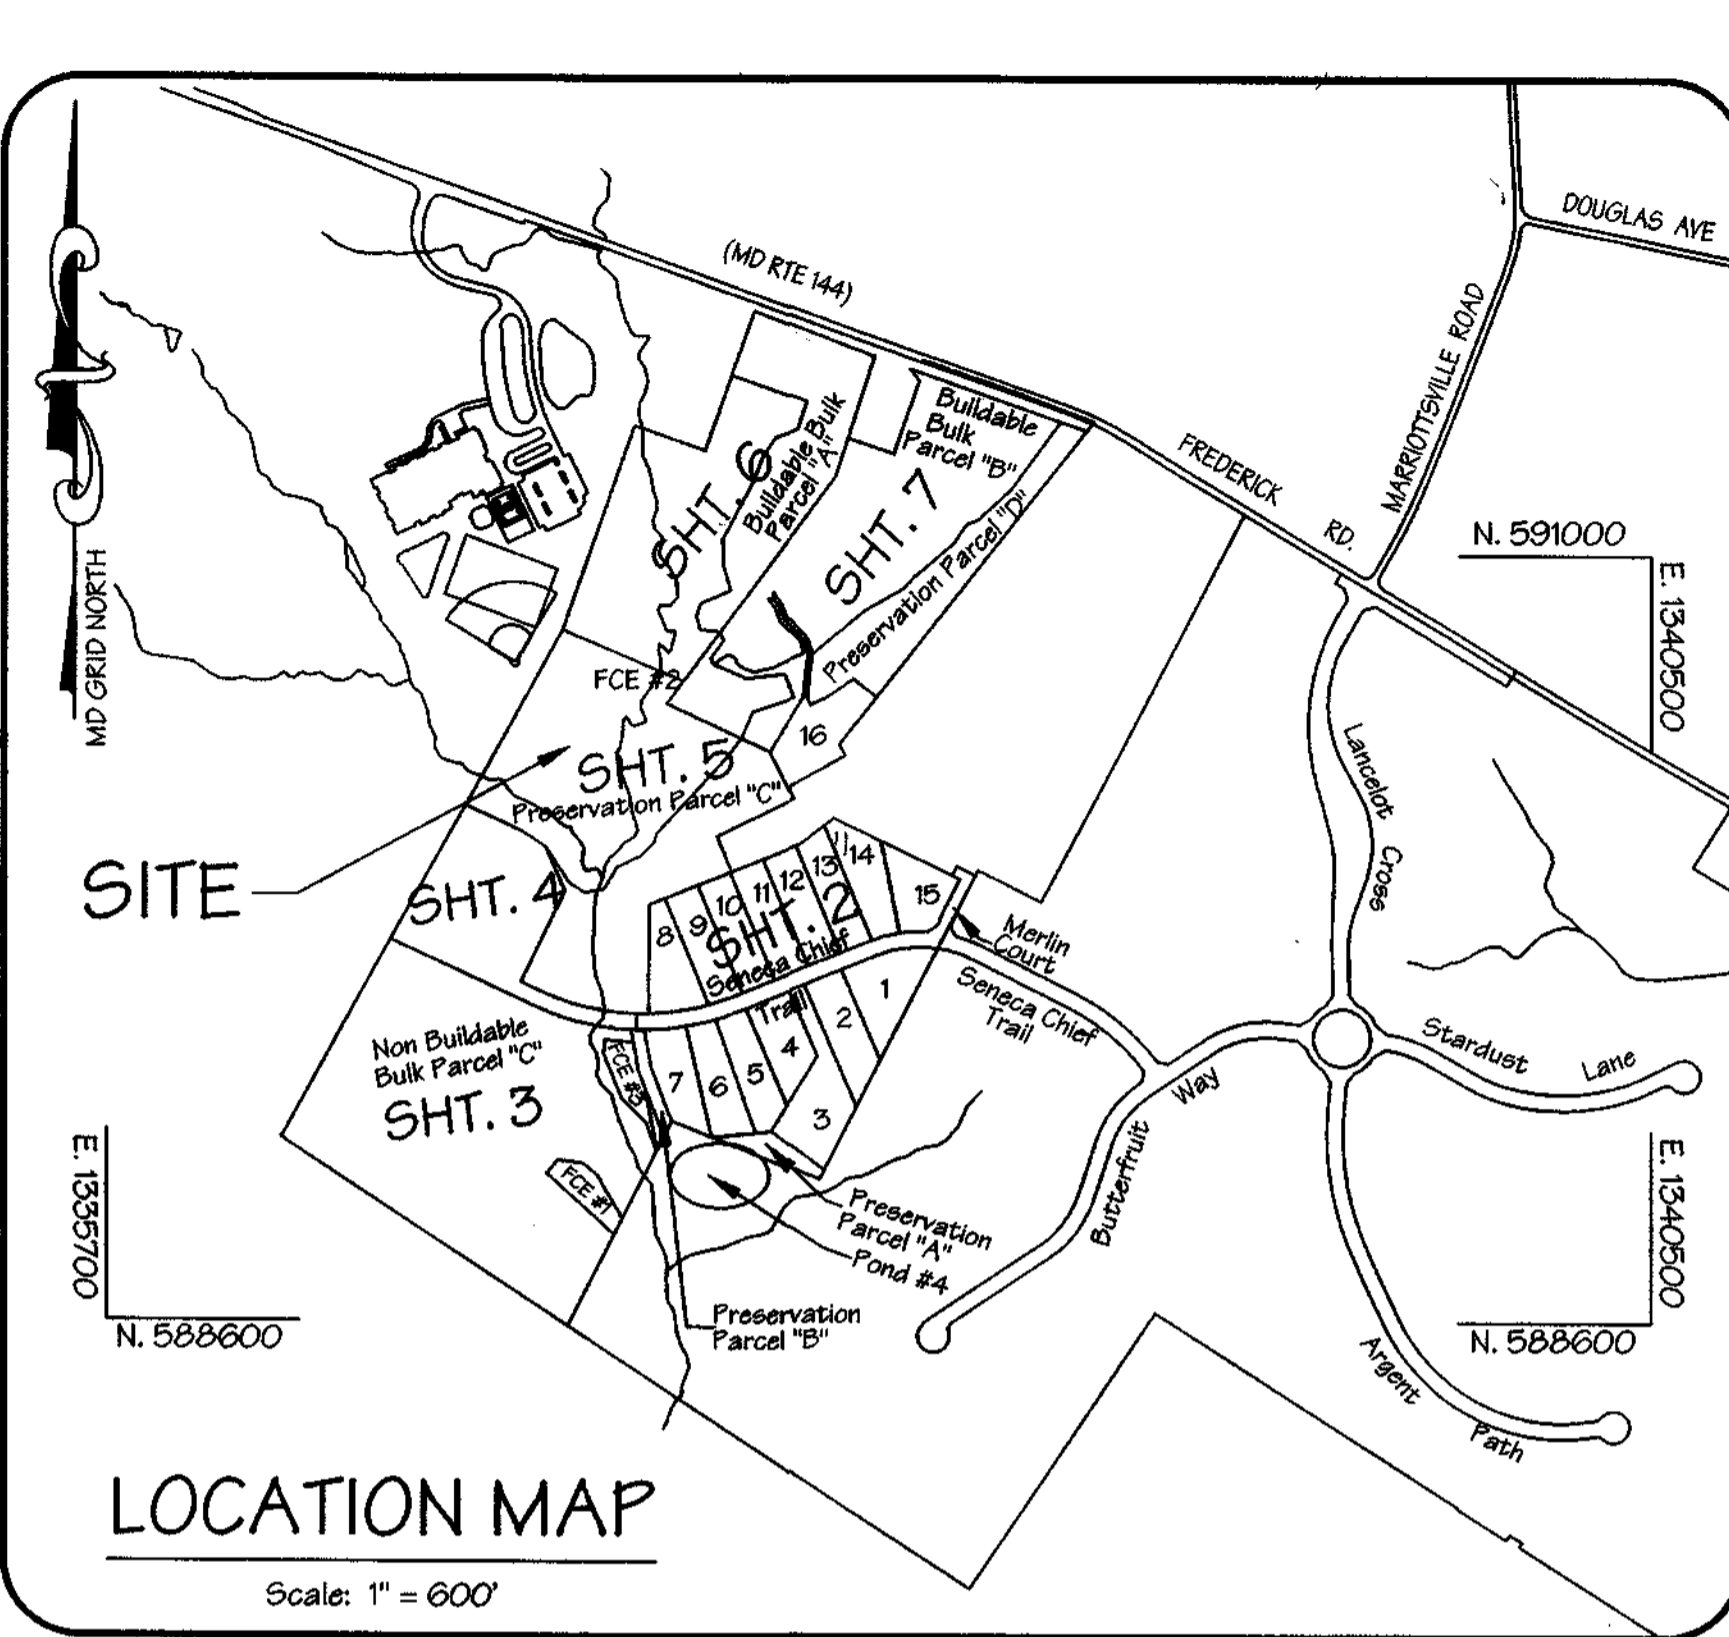 DOUGLAS AVE
(MD RTE 144)
MARRIOTTSVILLE ROAD
FREDERICK
RD.
N. 591000
E. 1340500
MD GRID NORTH
Buildable
Bulk
Parcel "B"
Buildable Bulk
Parcel "A"
SHT. 6
SHT. 7
Preservation Parcel "D"
FCE #2
16
SHT. 5
Preservation Parcel "C"
SITE
SHT. 4
Lancelot
Cross
8
9
10
11
12
13
14
15
SHT. 2
Seneca Chief
Trail
Merlin
Court
Seneca Chief
Trail
1
2
3
4
5
6
7
Non Buildable
Bulk Parcel "C"
SHT. 3
FCE #3
FCE #1
Stardust
Lane
Butterfruit
Way
Preservation
Parcel "A"
Pond #4
Preservation
Parcel "B"
E. 1335700
N. 588600
E. 1340500
N. 588600
Argent
Path
LOCATION MAP
Scale: 1" = 600'